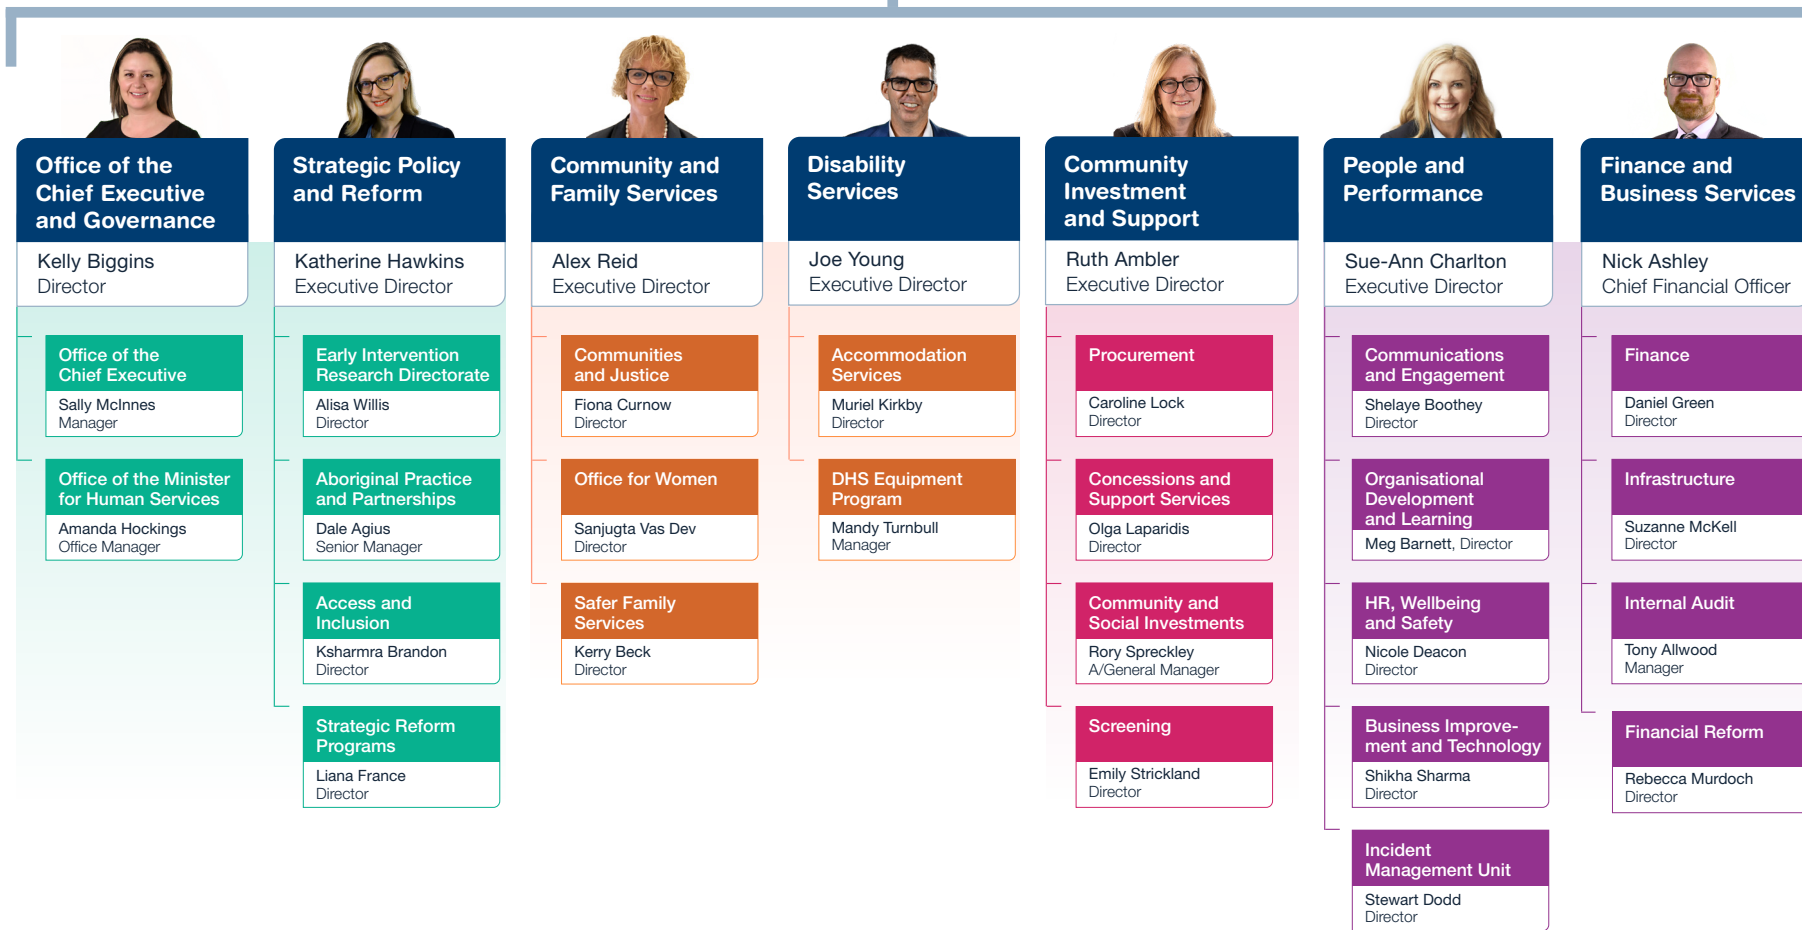 Office of the
Chief Executive
and Governance
Kelly Biggins
Director
Office of the
Chief Executive
Sally McInnes
Manager
Office of the Minister
for Human Services
Amanda Hockings
Office Manager
Strategic Policy
and Reform
Katherine Hawkins
Executive Director
Early Intervention
Research Directorate
Alisa Willis
Director
Aboriginal Practice
and Partnerships
Dale Agius
Senior Manager
Access and
Inclusion
Ksharmra Brandon
Director
Strategic Reform
Programs
Liana France
Director
Community and
Family Services
Alex Reid
Executive Director
Communities
and Justice
Fiona Curnow
Director
Office for Women
Sanjugta Vas Dev
Director
Safer Family
Services
Kerry Beck
Director
Disability
Services
Joe Young
Executive Director
Accommodation
Services
Muriel Kirkby
Director
DHS Equipment
Program
Mandy Turnbull
Manager
Community
Investment
and Support
Ruth Ambler
Executive Director
Procurement
Caroline Lock
Director
Concessions and
Support Services
Olga Laparidis
Director
Community and
Social Investments
Rory Spreckley
A/General Manager
Screening
Emily Strickland
Director
People and
Performance
Sue-Ann Charlton
Executive Director
Communications
and Engagement
Shelaye Boothey
Director
Organisational
Development
and Learning
Meg Barnett, Director
HR, Wellbeing
and Safety
Nicole Deacon
Director
Business Improve-
ment and Technology
Shikha Sharma
Director
Incident
Management Unit
Stewart Dodd
Director
Finance and
Business Services
Nick Ashley
Chief Financial Officer
Finance
Daniel Green
Director
Infrastructure
Suzanne McKell
Director
Internal Audit
Tony Allwood
Manager
Financial Reform
Rebecca Murdoch
Director